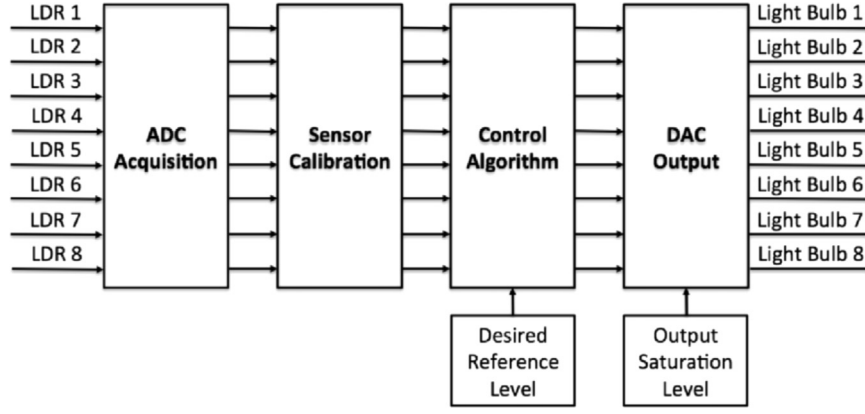 LDR 1
LDR 2
LDR 3
LDR 4
LDR 5
LDR 6
LDR 7
LDR 8
ADC
Acquisition
Sensor
Calibration
Control
Algorithm
DAC
Output
Light Bulb 1
Light Bulb 2
Light Bulb 3
Light Bulb 4
Light Bulb 5
Light Bulb 6
Light Bulb 7
Light Bulb 8
Desired
Reference
Level
Output
Saturation
Level